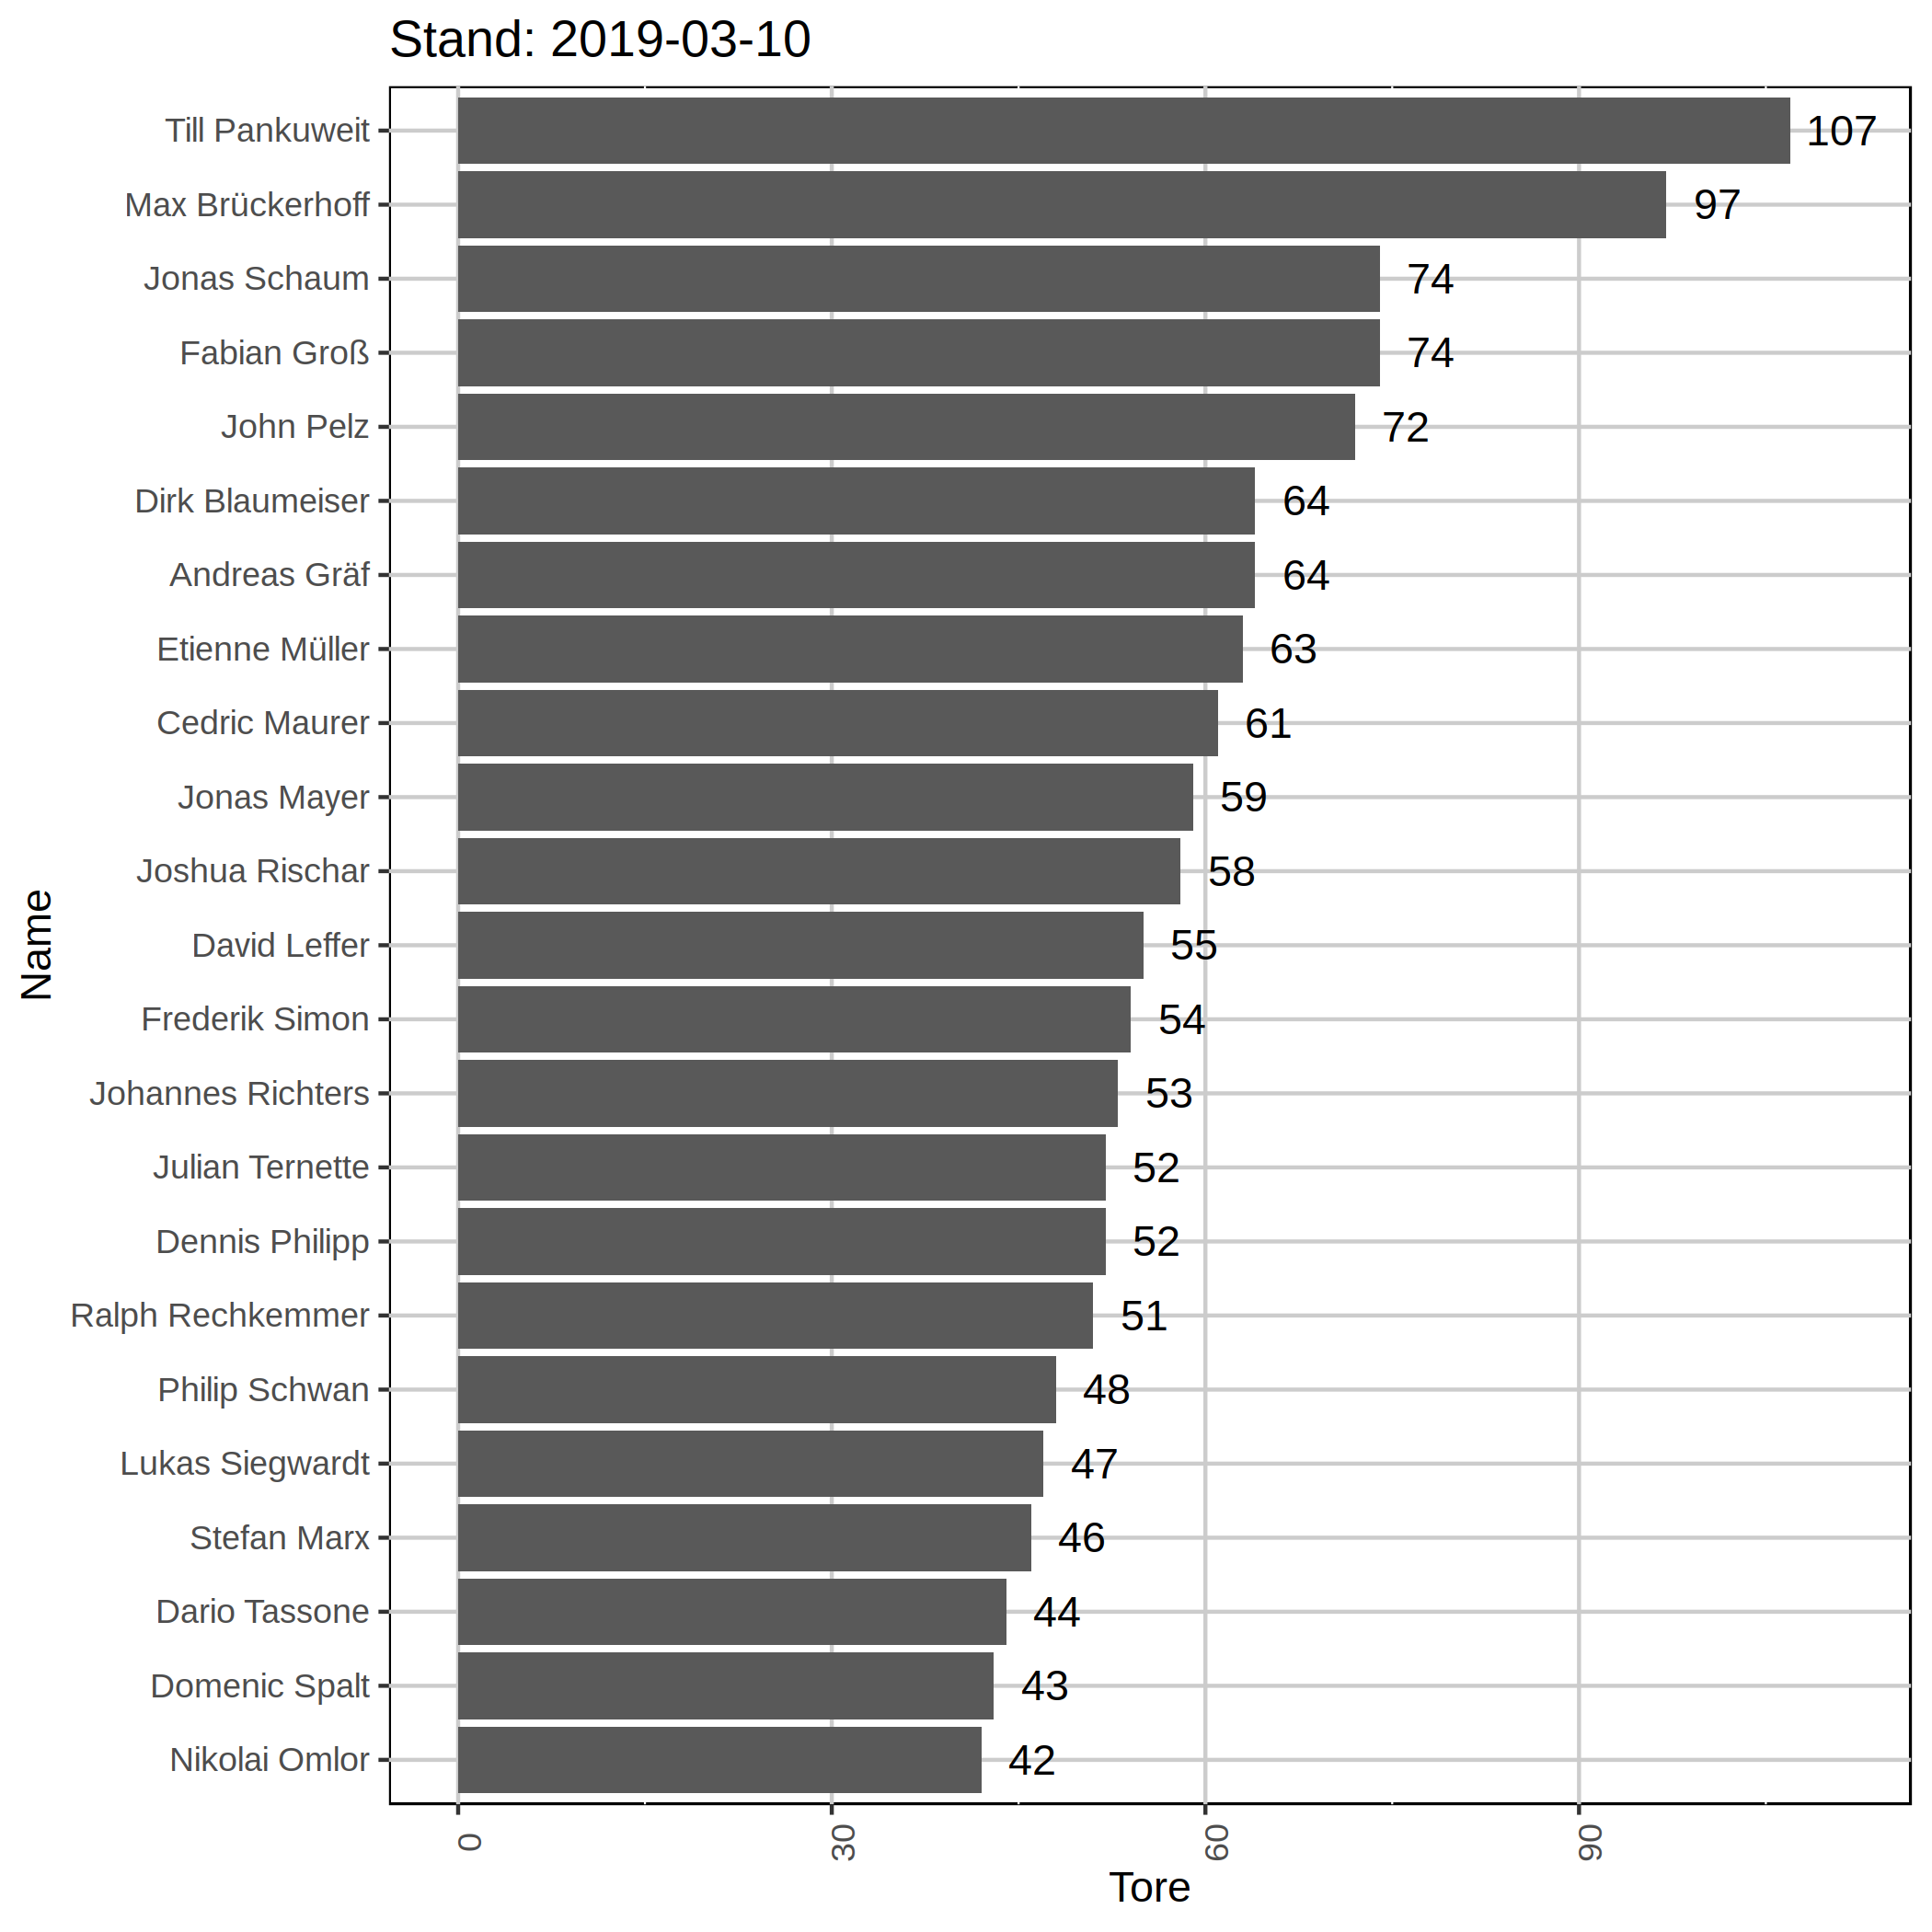 Stand: 2019-03-10
Till Pankuweit 107
Max Brückerhoff 97
Jonas Schaum 74
Fabian Groß 74
John Pelz 72
Dirk Blaumeiser 64
Andreas Gräf 64
Etienne Müller 63
Cedric Maurer 61
Jonas Mayer 59
Joshua Rischar 58
David Leffer 55
Frederik Simon 54
Johannes Richters 53
Julian Ternette 52
Dennis Philipp 52
Ralph Rechkemmer 51
Philip Schwan 48
Lukas Siegwardt 47
Stefan Marx 46
Dario Tassone 44
Domenic Spalt 43
Nikolai Omlor 42
Name
0 30 60 90
Tore